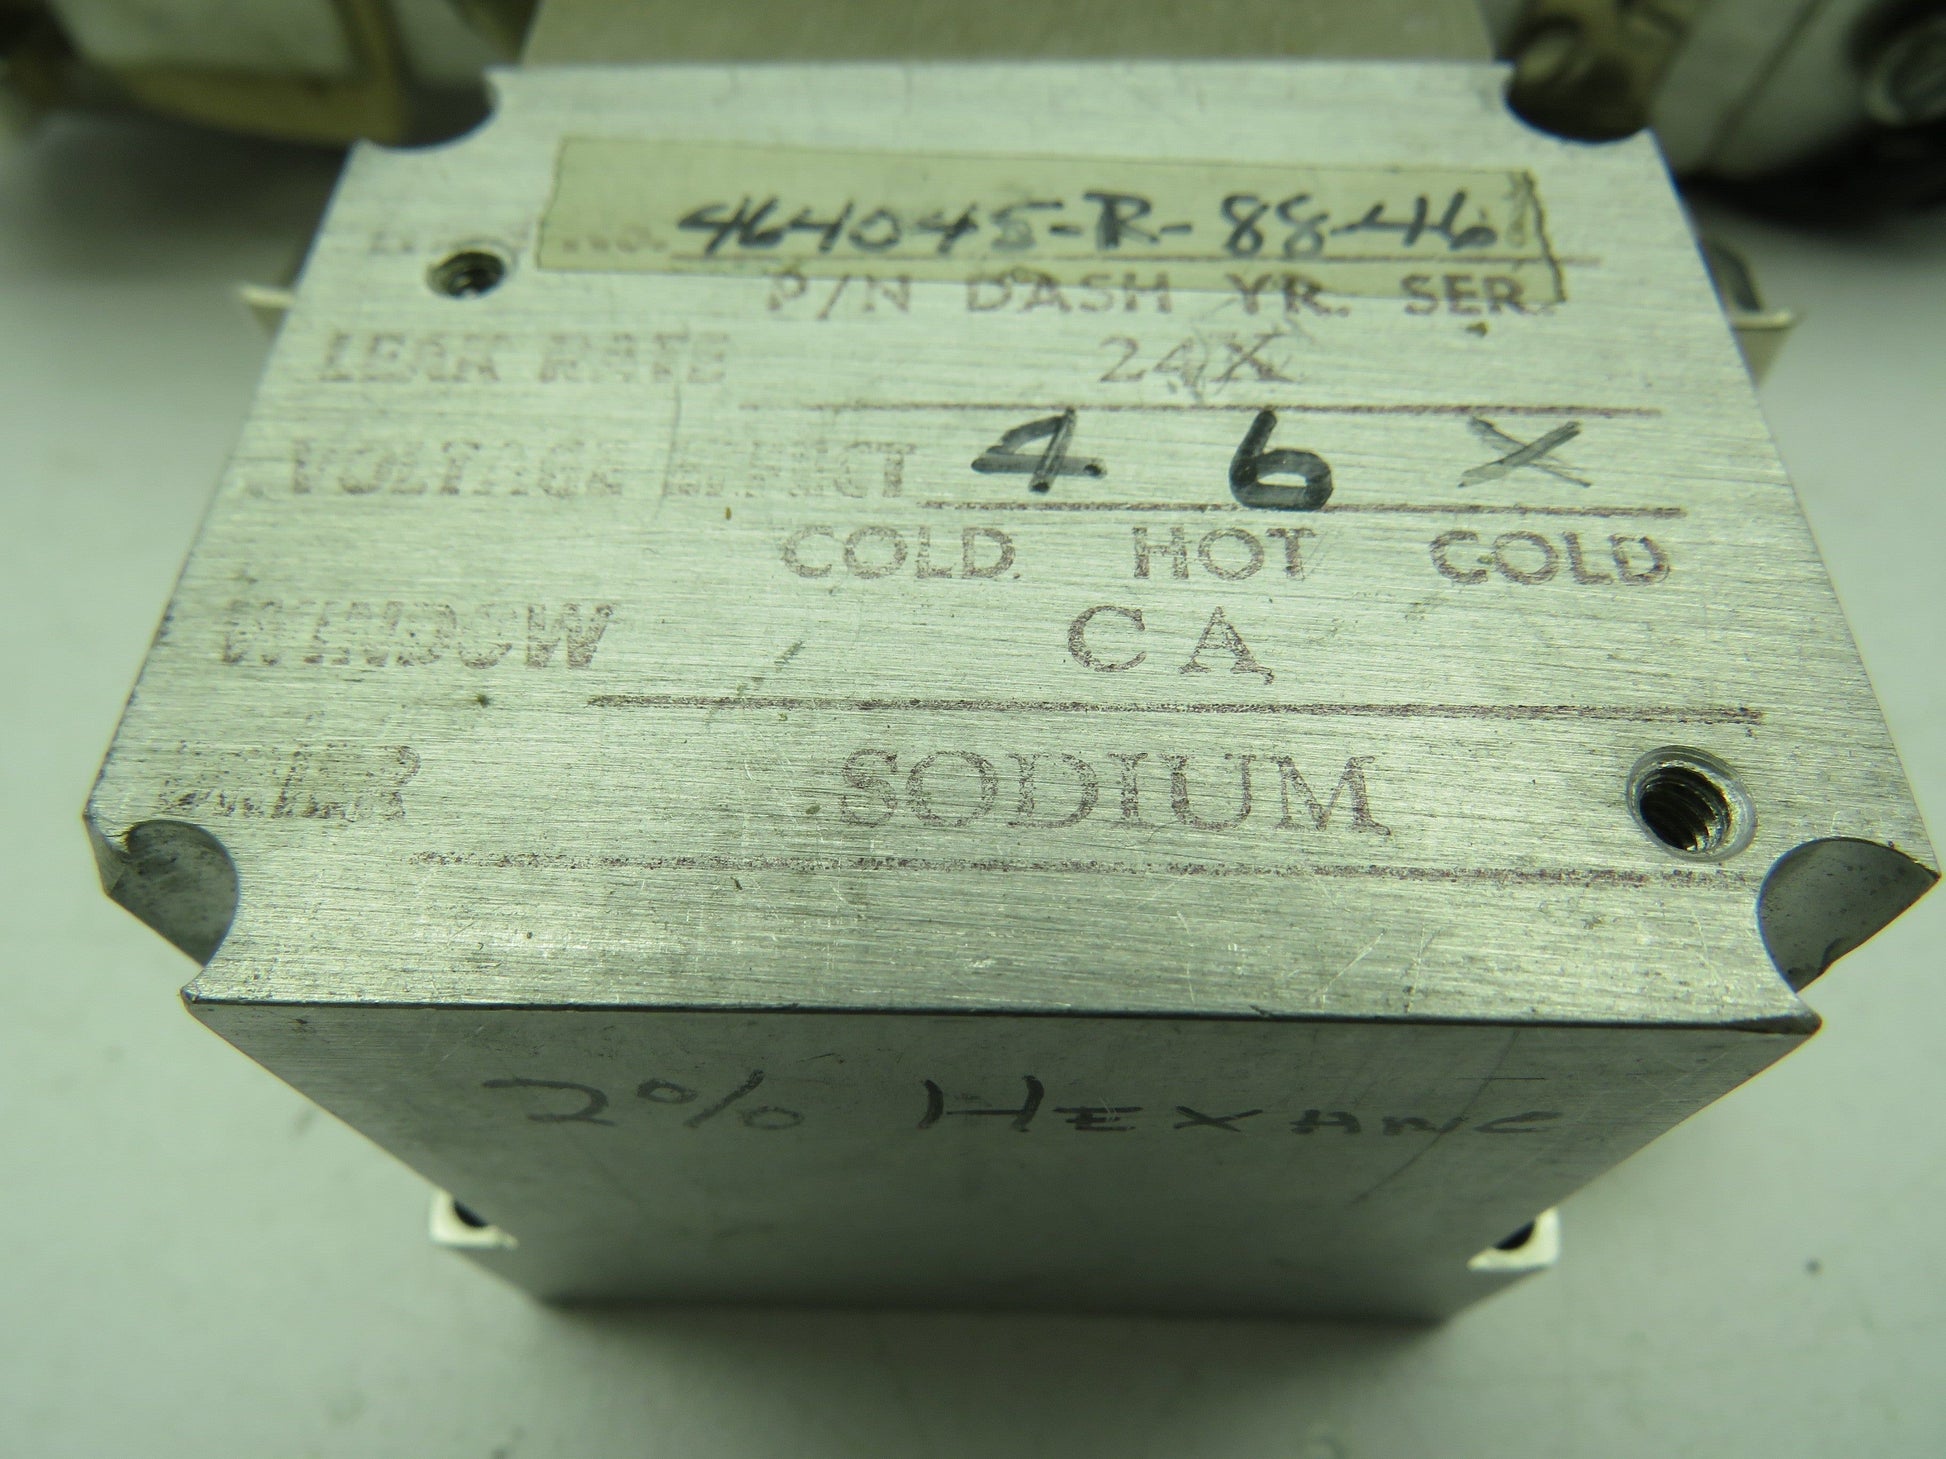 464045-R-88-46
P/N DASH YR. SER.
LEAK RATE 24X
VOLTAGE EFFECT 4 6 X
COLD HOT COLD
WINDOW CA
SODIUM
2% HEXANE